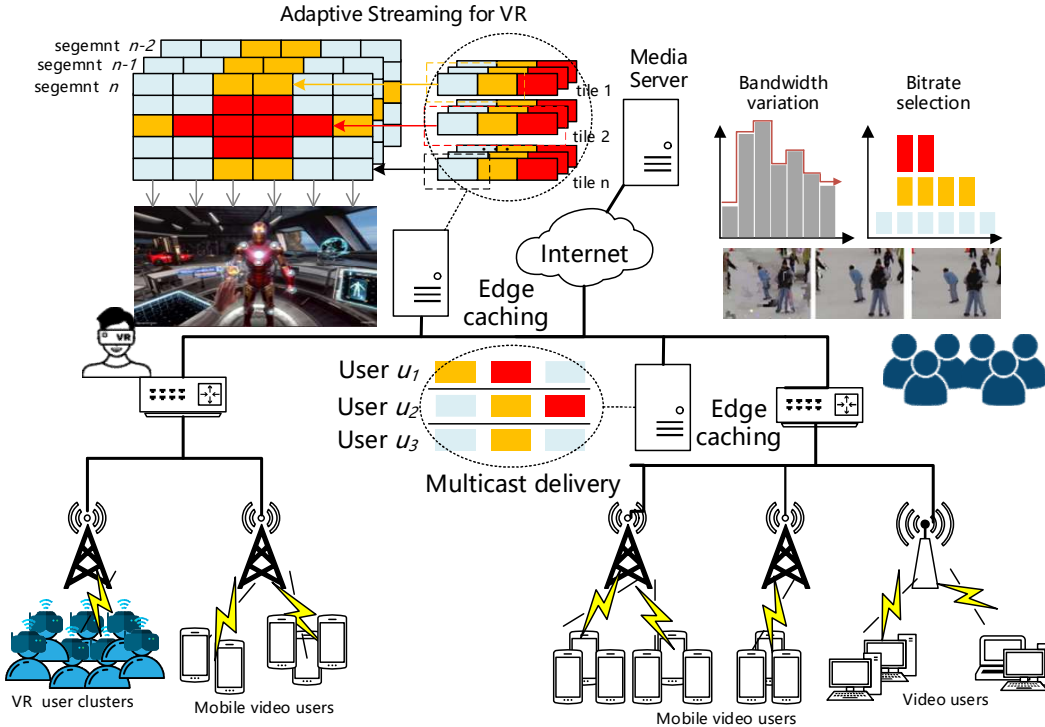 Adaptive Streaming for VR
segemnt n-2
segemnt n-1
segemnt n
tile 1
tile 2
tile n
Media
Server
Bandwidth
variation
Bitrate
selection
Internet
Edge
caching
VR
User u1
User u2
User u3
Edge
caching
Multicast delivery
VR user clusters
Mobile video users
Mobile video users
Video users